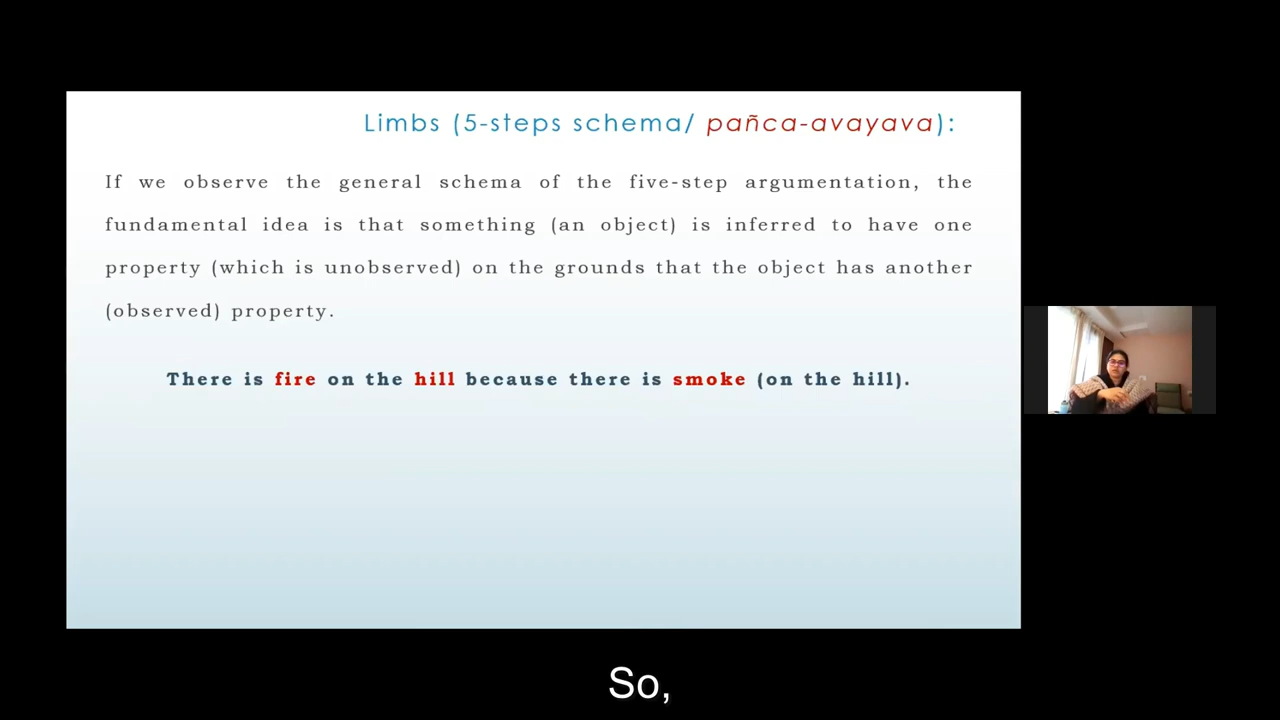 Limbs (5-steps schema/ pañca-avayava):
If we observe the general schema of the five-step argumentation, the
fundamental idea is that something (an object) is inferred to have one
property (which is unobserved) on the grounds that the object has another
(observed) property.
There is fire on the hill because there is smoke (on the hill).
So,